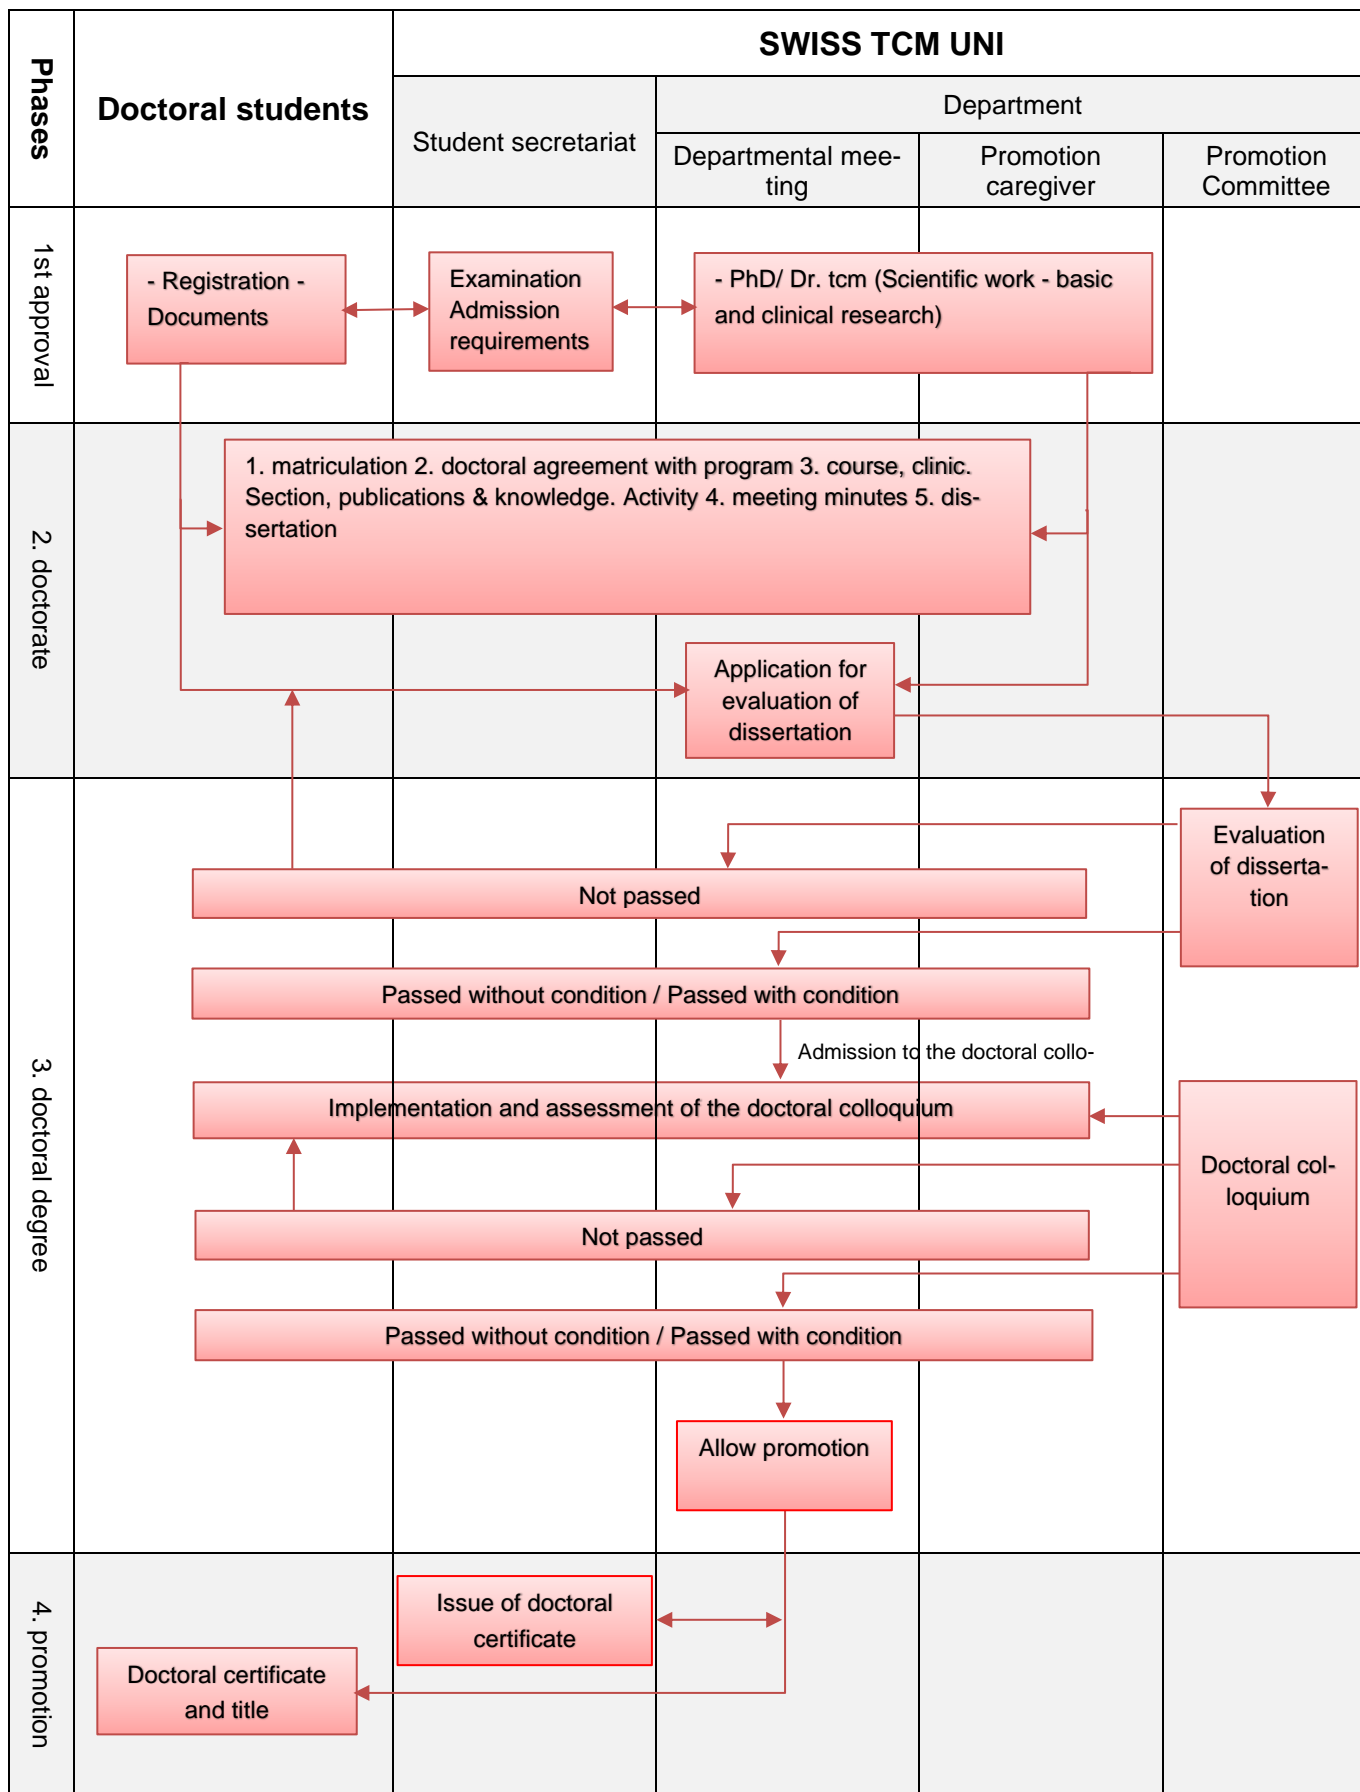 SWISS TCM UNI
Phases
Doctoral students
Department
Student secretariat
Departmental mee-
ting
Promotion
caregiver
Promotion
Committee
1st approval
- Registration -
Documents
Examination
Admission
requirements
- PhD/ Dr. tcm (Scientific work - basic
and clinical research)
2. doctorate
1. matriculation 2. doctoral agreement with program 3. course, clinic.
Section, publications & knowledge. Activity 4. meeting minutes 5. dis-
sertation
Application for
evaluation of
dissertation
3. doctoral degree
Evaluation
of disserta-
tion
Not passed
Passed without condition / Passed with condition
Admission to the doctoral collo-
Implementation and assessment of the doctoral colloquium
Doctoral col-
loquium
Not passed
Passed without condition / Passed with condition
Allow promotion
4. promotion
Issue of doctoral
certificate
Doctoral certificate
and title